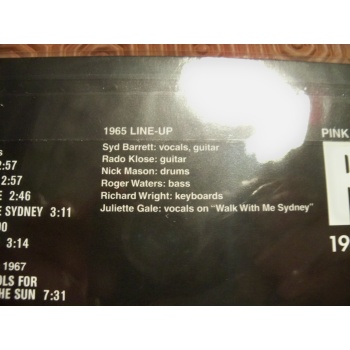 1965 LINE-UP
Syd Barrett: vocals, guitar
Rado Klose: guitar
Nick Mason: drums
Roger Waters: bass
Richard Wright: keyboards
Juliette Gale: vocals on "Walk With Me Sydney"
2:57
2:57
E 2:46
E SYDNEY 3:11
3:14
1967
OLS FOR
HE SUN 7:31
PINK
19